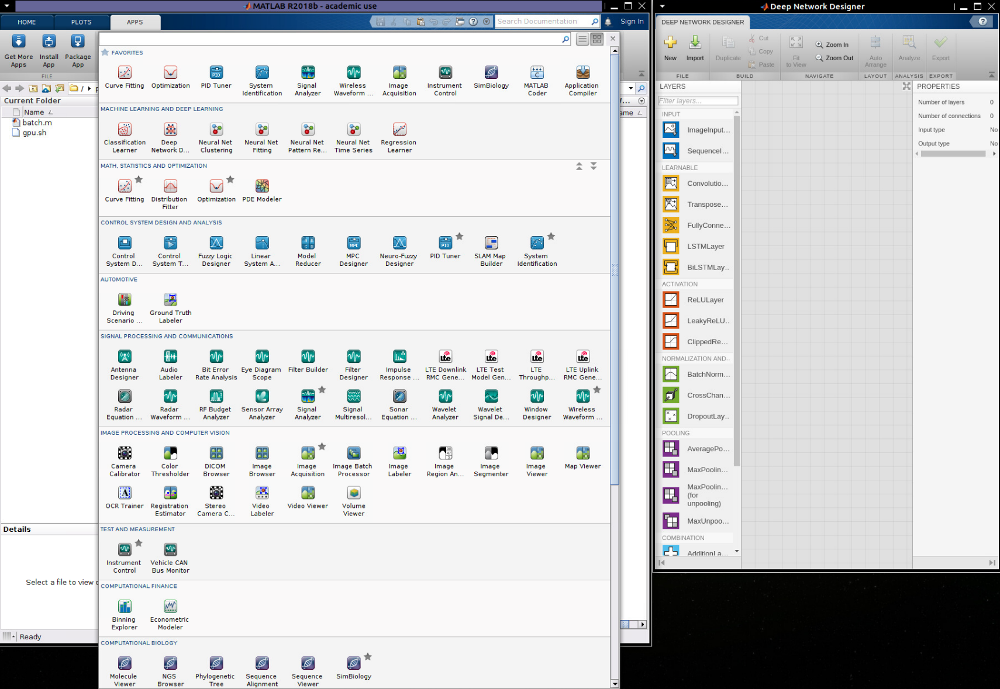 MATLAB R2018b - academic use
HOME PLOTS APPS
Search Documentation Sign In
Get More Apps
Install App
Package App
FILE
/
Current Folder
Name
batch.m
gpu.sh
Details
Select a file to view
Ready
FAVORITES
Curve Fitting
Optimization
PID Tuner
System Identification
Signal Analyzer
Wireless Waveform ...
Image Acquisition
Instrument Control
SimBiology
MATLAB Coder
Application Compiler
MACHINE LEARNING AND DEEP LEARNING
Classification Learner
Deep Network D...
Neural Net Clustering
Neural Net Fitting
Neural Net Pattern Re...
Neural Net Time Series
Regression Learner
MATH, STATISTICS AND OPTIMIZATION
Curve Fitting
Distribution Fitter
Optimization
PDE Modeler
CONTROL SYSTEM DESIGN AND ANALYSIS
Control System D...
Control System T...
Fuzzy Logic Designer
Linear System A...
Model Reducer
MPC Designer
Neuro-Fuzzy Designer
PID Tuner
SLAM Map Builder
System Identification
AUTOMOTIVE
Driving Scenario ...
Ground Truth Labeler
SIGNAL PROCESSING AND COMMUNICATIONS
Antenna Designer
Audio Labeler
Bit Error Rate Analysis
Eye Diagram Scope
Filter Builder
Filter Designer
Impulse Response ...
LTE Downlink RMC Gene...
LTE Test Model Gen...
LTE Throughp...
LTE Uplink RMC Gene...
Radar Equation ...
Radar Waveform ...
RF Budget Analyzer
Sensor Array Analyzer
Signal Analyzer
Signal Multiresol...
Sonar Equation ...
Wavelet Analyzer
Wavelet Signal De...
Window Designer
Wireless Waveform ...
IMAGE PROCESSING AND COMPUTER VISION
Camera Calibrator
Color Thresholder
DICOM Browser
Image Browser
Image Acquisition
Image Batch Processor
Image Labeler
Image Region An...
Image Segmenter
Image Viewer
Map Viewer
OCR Trainer
Registration Estimator
Stereo Camera C...
Video Labeler
Video Viewer
Volume Viewer
TEST AND MEASUREMENT
Instrument Control
Vehicle CAN Bus Monitor
COMPUTATIONAL FINANCE
Binning Explorer
Econometric Modeler
COMPUTATIONAL BIOLOGY
Molecule Viewer
NGS Browser
Phylogenetic Tree
Sequence Alignment
Sequence Viewer
SimBiology
Deep Network Designer
DEEP NETWORK DESIGNER
New
Import
Duplicate
Cut
Copy
Paste
Fit to View
Zoom In
Zoom Out
Auto Arrange
Analyze
Export
FILE BUILD NAVIGATE LAYOUT ANALYSIS EXPORT
LAYERS
Filter layers...
INPUT
ImageInput...
SequenceI...
LEARNABLE
Convolutio...
Transpose...
FullyConne...
LSTMLayer
BiLSTMLay..
ACTIVATION
ReLULayer
LeakyReLU..
ClippedRe...
NORMALIZATION AND..
BatchNorm...
CrossChan...
DropoutLay..
POOLING
AveragePo...
MaxPoolin...
MaxPoolin...
(for
unpooling)
MaxUnpoo...
COMBINATION
AdditionLa...
PROPERTIES
Number of layers 0
Number of connections 0
Input type No
Output type No